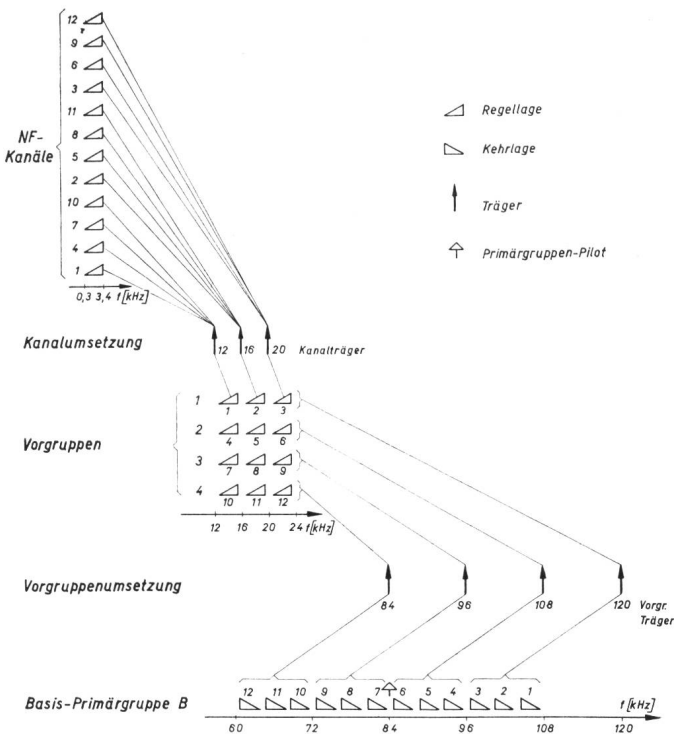 12
9
6
3
11
8
5
2
10
7
4
1
NF-
Kanäle
0,3 3,4 f[kHz]
Regellage
Kehrlage
Träger
Primärgruppen-Pilot
Kanalumsetzung
12 16 20 Kanalträger
Vorgruppen
1
1 2 3
2
4 5 6
3
7 8 9
4
10 11 12
12 16 20 24 f[kHz]
Vorgruppenumsetzung
84 96 108 120 Vorgr.
Träger
Basis-Primärgruppe B
12 11 10 9 8 7 6 5 4 3 2 1
f[kHz]
60 72 84 96 108 120